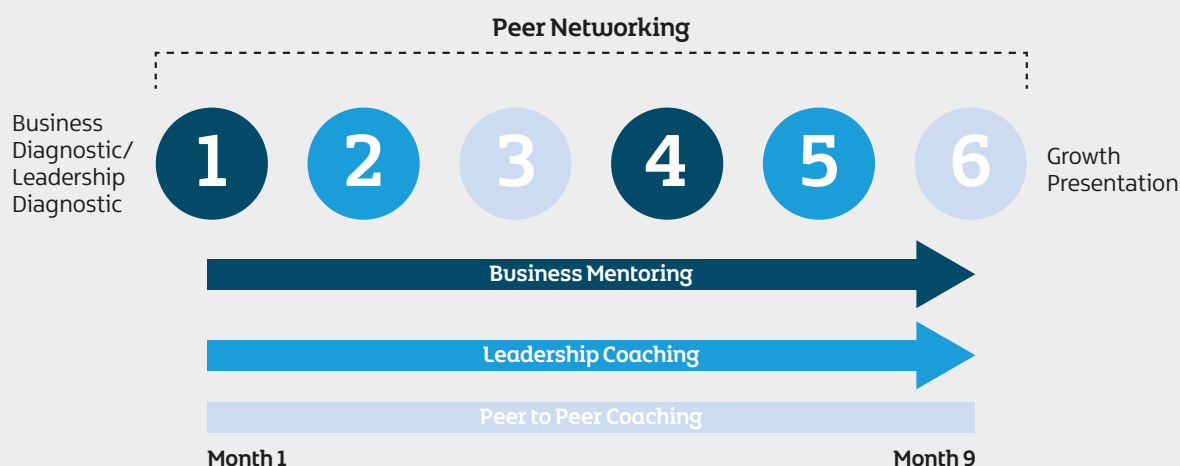 Peer Networking
Business
Diagnostic/
Leadership
Diagnostic
1
2
3
4
5
6
Growth
Presentation
Business Mentoring
Leadership Coaching
Peer to Peer Coaching
Month 1
Month 9